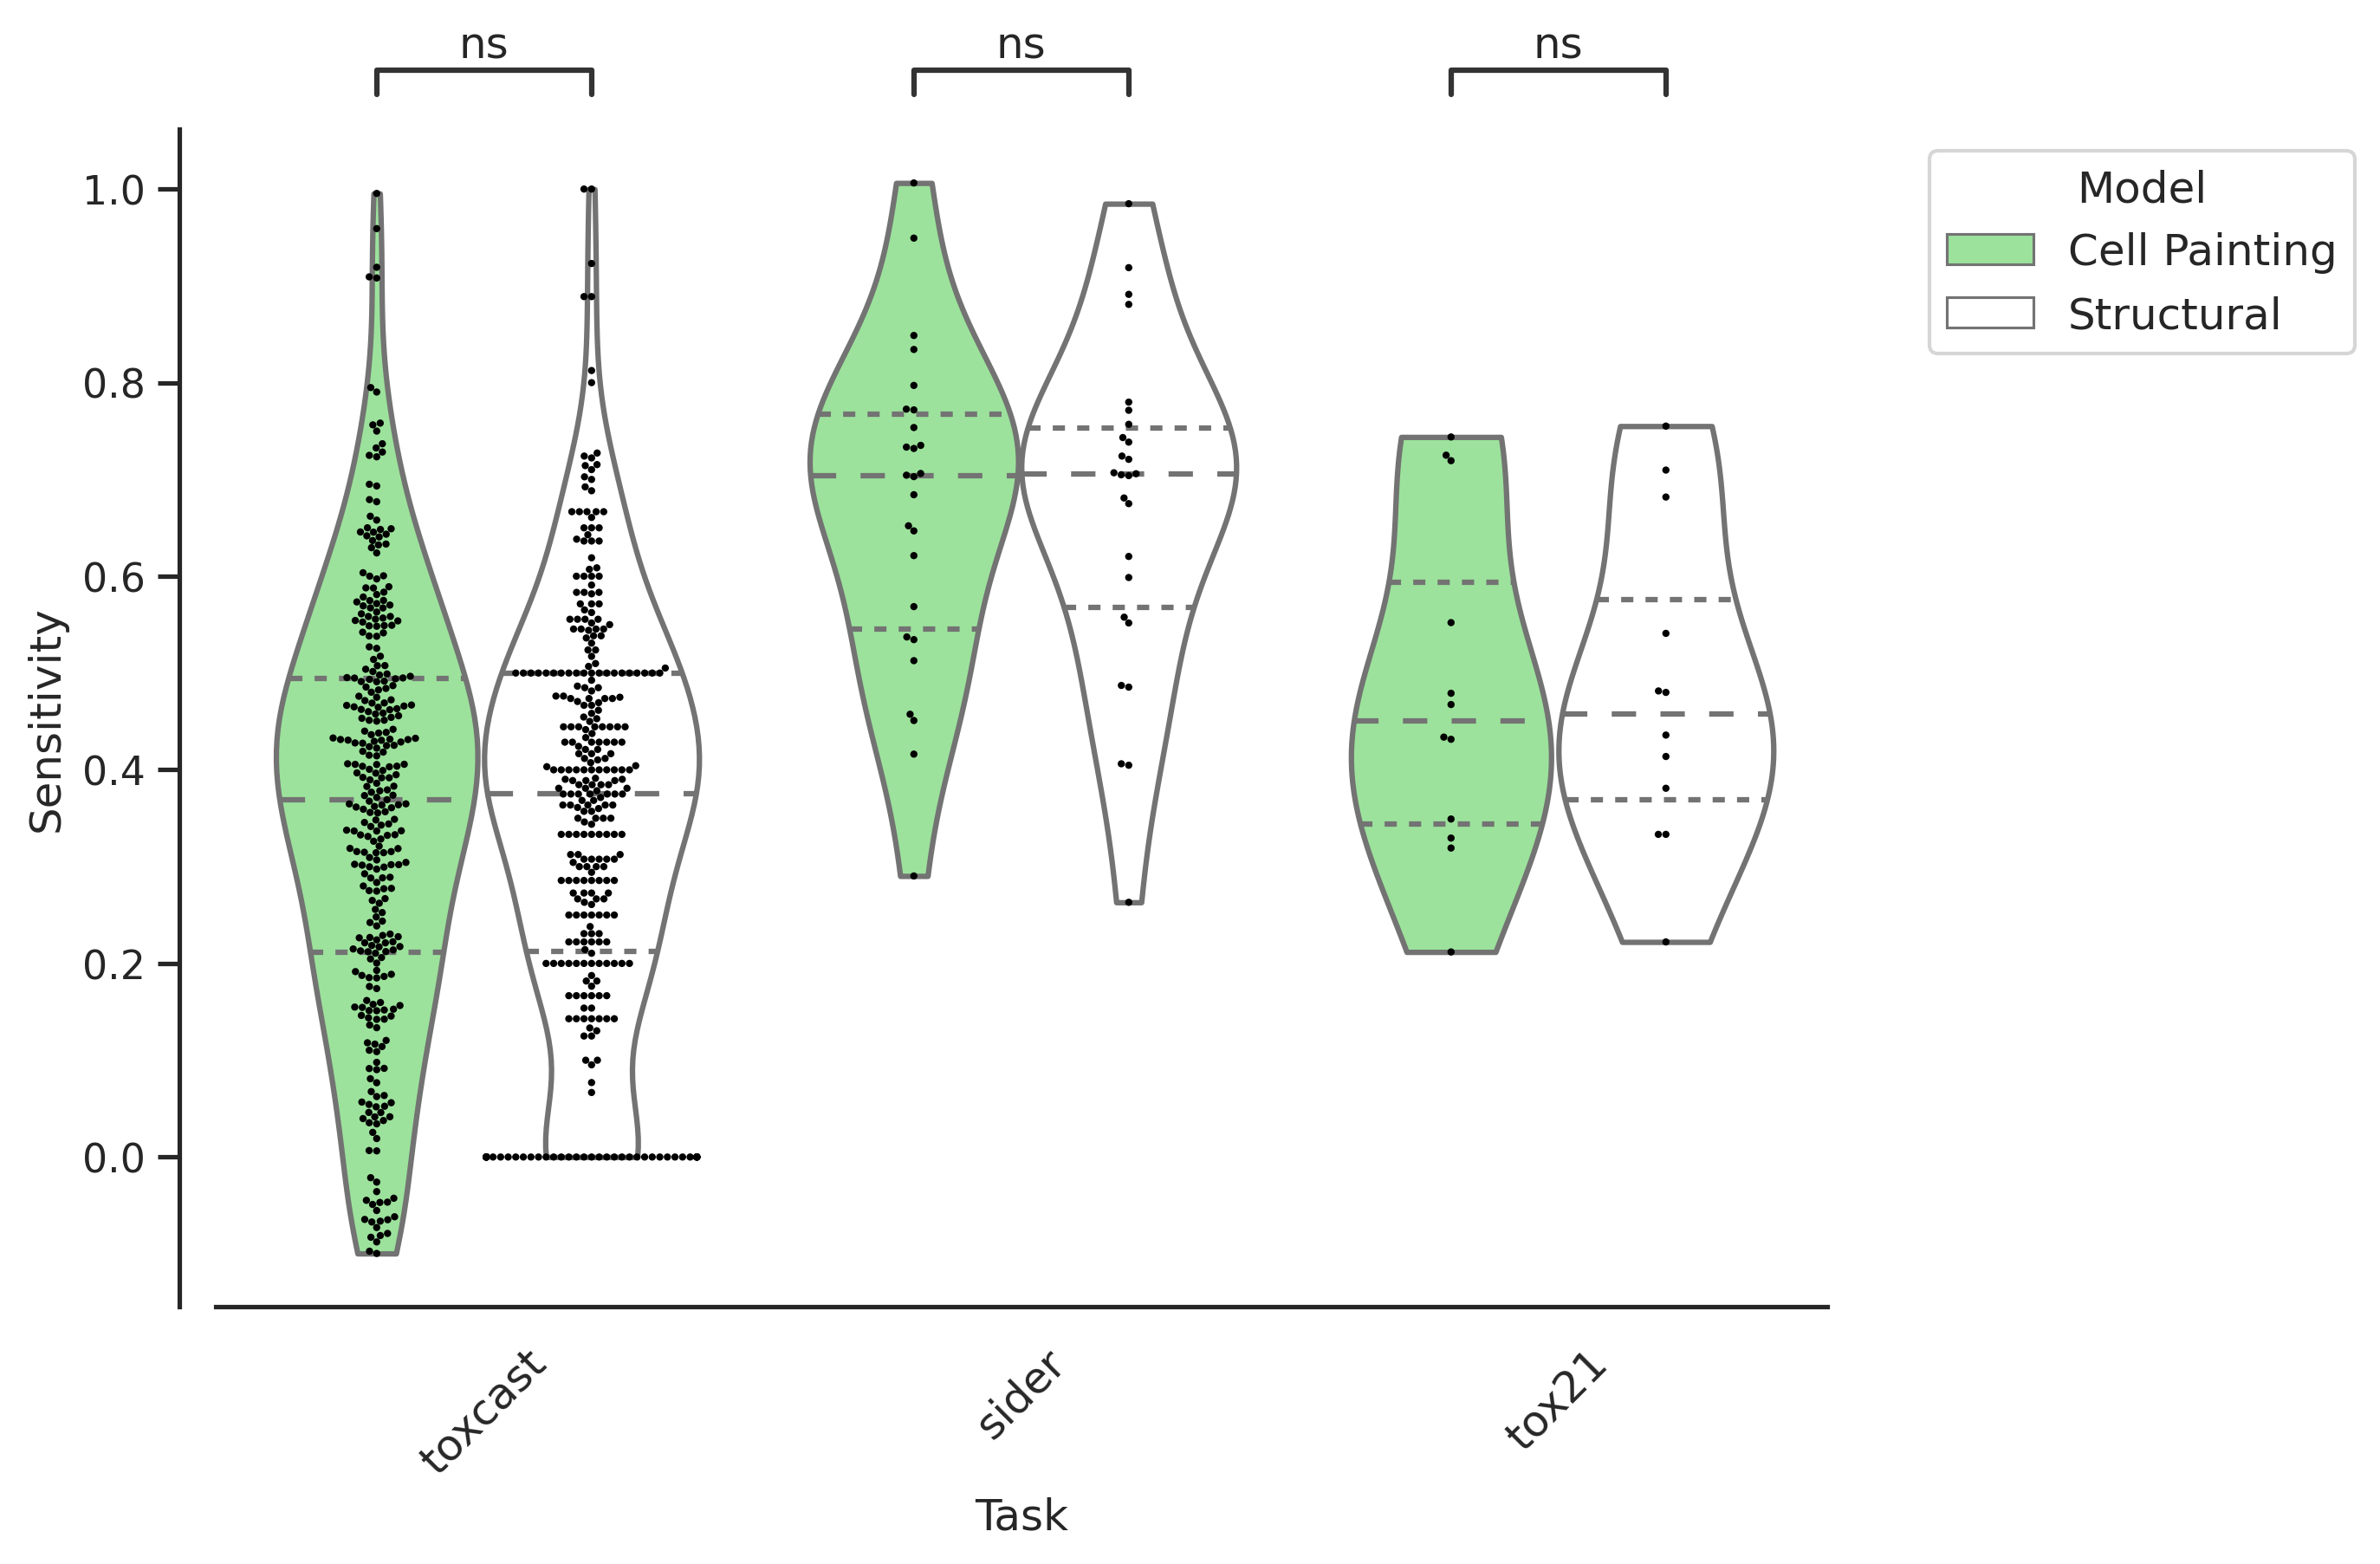 ns ns ns
Model
Cell Painting
Structural
Sensitivity
1.0
0.8
0.6
0.4
0.2
0.0
toxcast sider tox21
Task